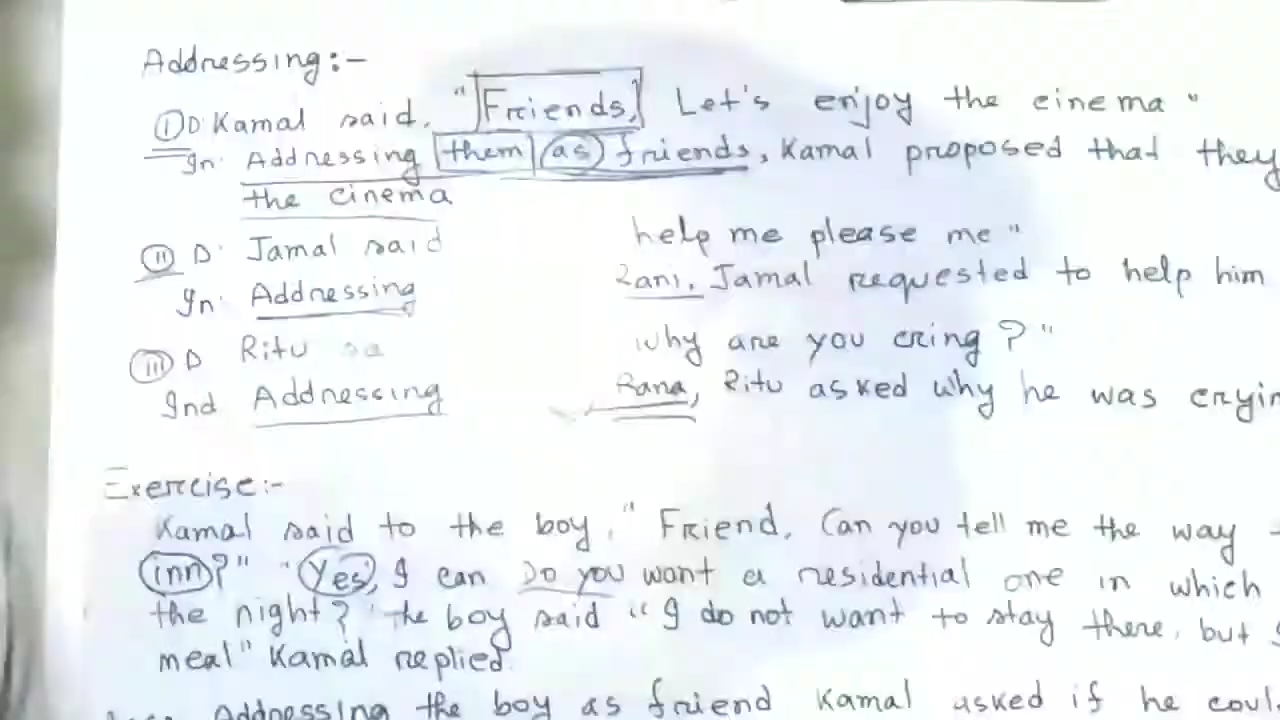 Addressing:-
(i) D: Kamal said, "Friends, Let's enjoy the cinema"
In: Addressing them as friends, Kamal proposed that they
the cinema
(ii) D: Jamal said help me please me"
In: Addressing Rani, Jamal requested to help him
(iii) D Ritu sa why are you cring?"
Ind Addressing Rana, Ritu asked why he was cryin
Exercise:-
Kamal said to the boy, "Friend, Can you tell me the way
inn?" "Yes, I can Do you want a residential one in which
the night? the boy said "I do not want to stay there, but
meal" Kamal replied.
Addressing the boy as friend Kamal asked if he coul